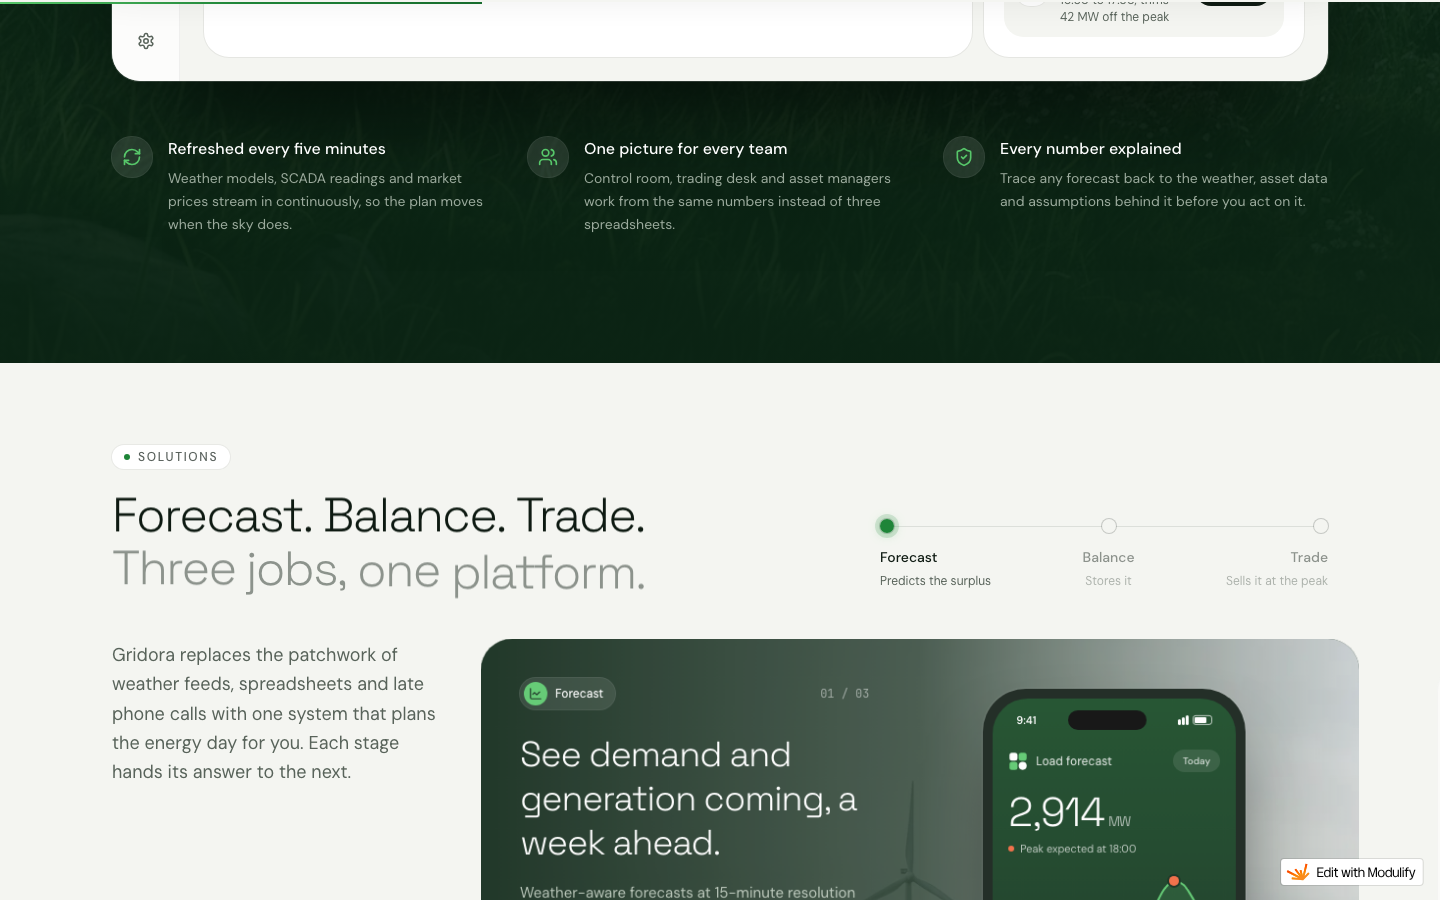 42 MW off the peak
Refreshed every five minutes
Weather models, SCADA readings and market
prices stream in continuously, so the plan moves
when the sky does.
One picture for every team
Control room, trading desk and asset managers
work from the same numbers instead of three
spreadsheets.
Every number explained
Trace any forecast back to the weather, asset data
and assumptions behind it before you act on it.
SOLUTIONS
Forecast. Balance. Trade.
Three jobs, one platform.
Forecast
Predicts the surplus
Balance
Stores it
Trade
Sells it at the peak
Gridora replaces the patchwork of
weather feeds, spreadsheets and late
phone calls with one system that plans
the energy day for you. Each stage
hands its answer to the next.
Forecast
01 / 03
See demand and
generation coming, a
week ahead.
Weather-aware forecasts at 15-minute resolution
9:41
Load forecast
Today
2,914 MW
Peak expected at 18:00
Edit with Modulify